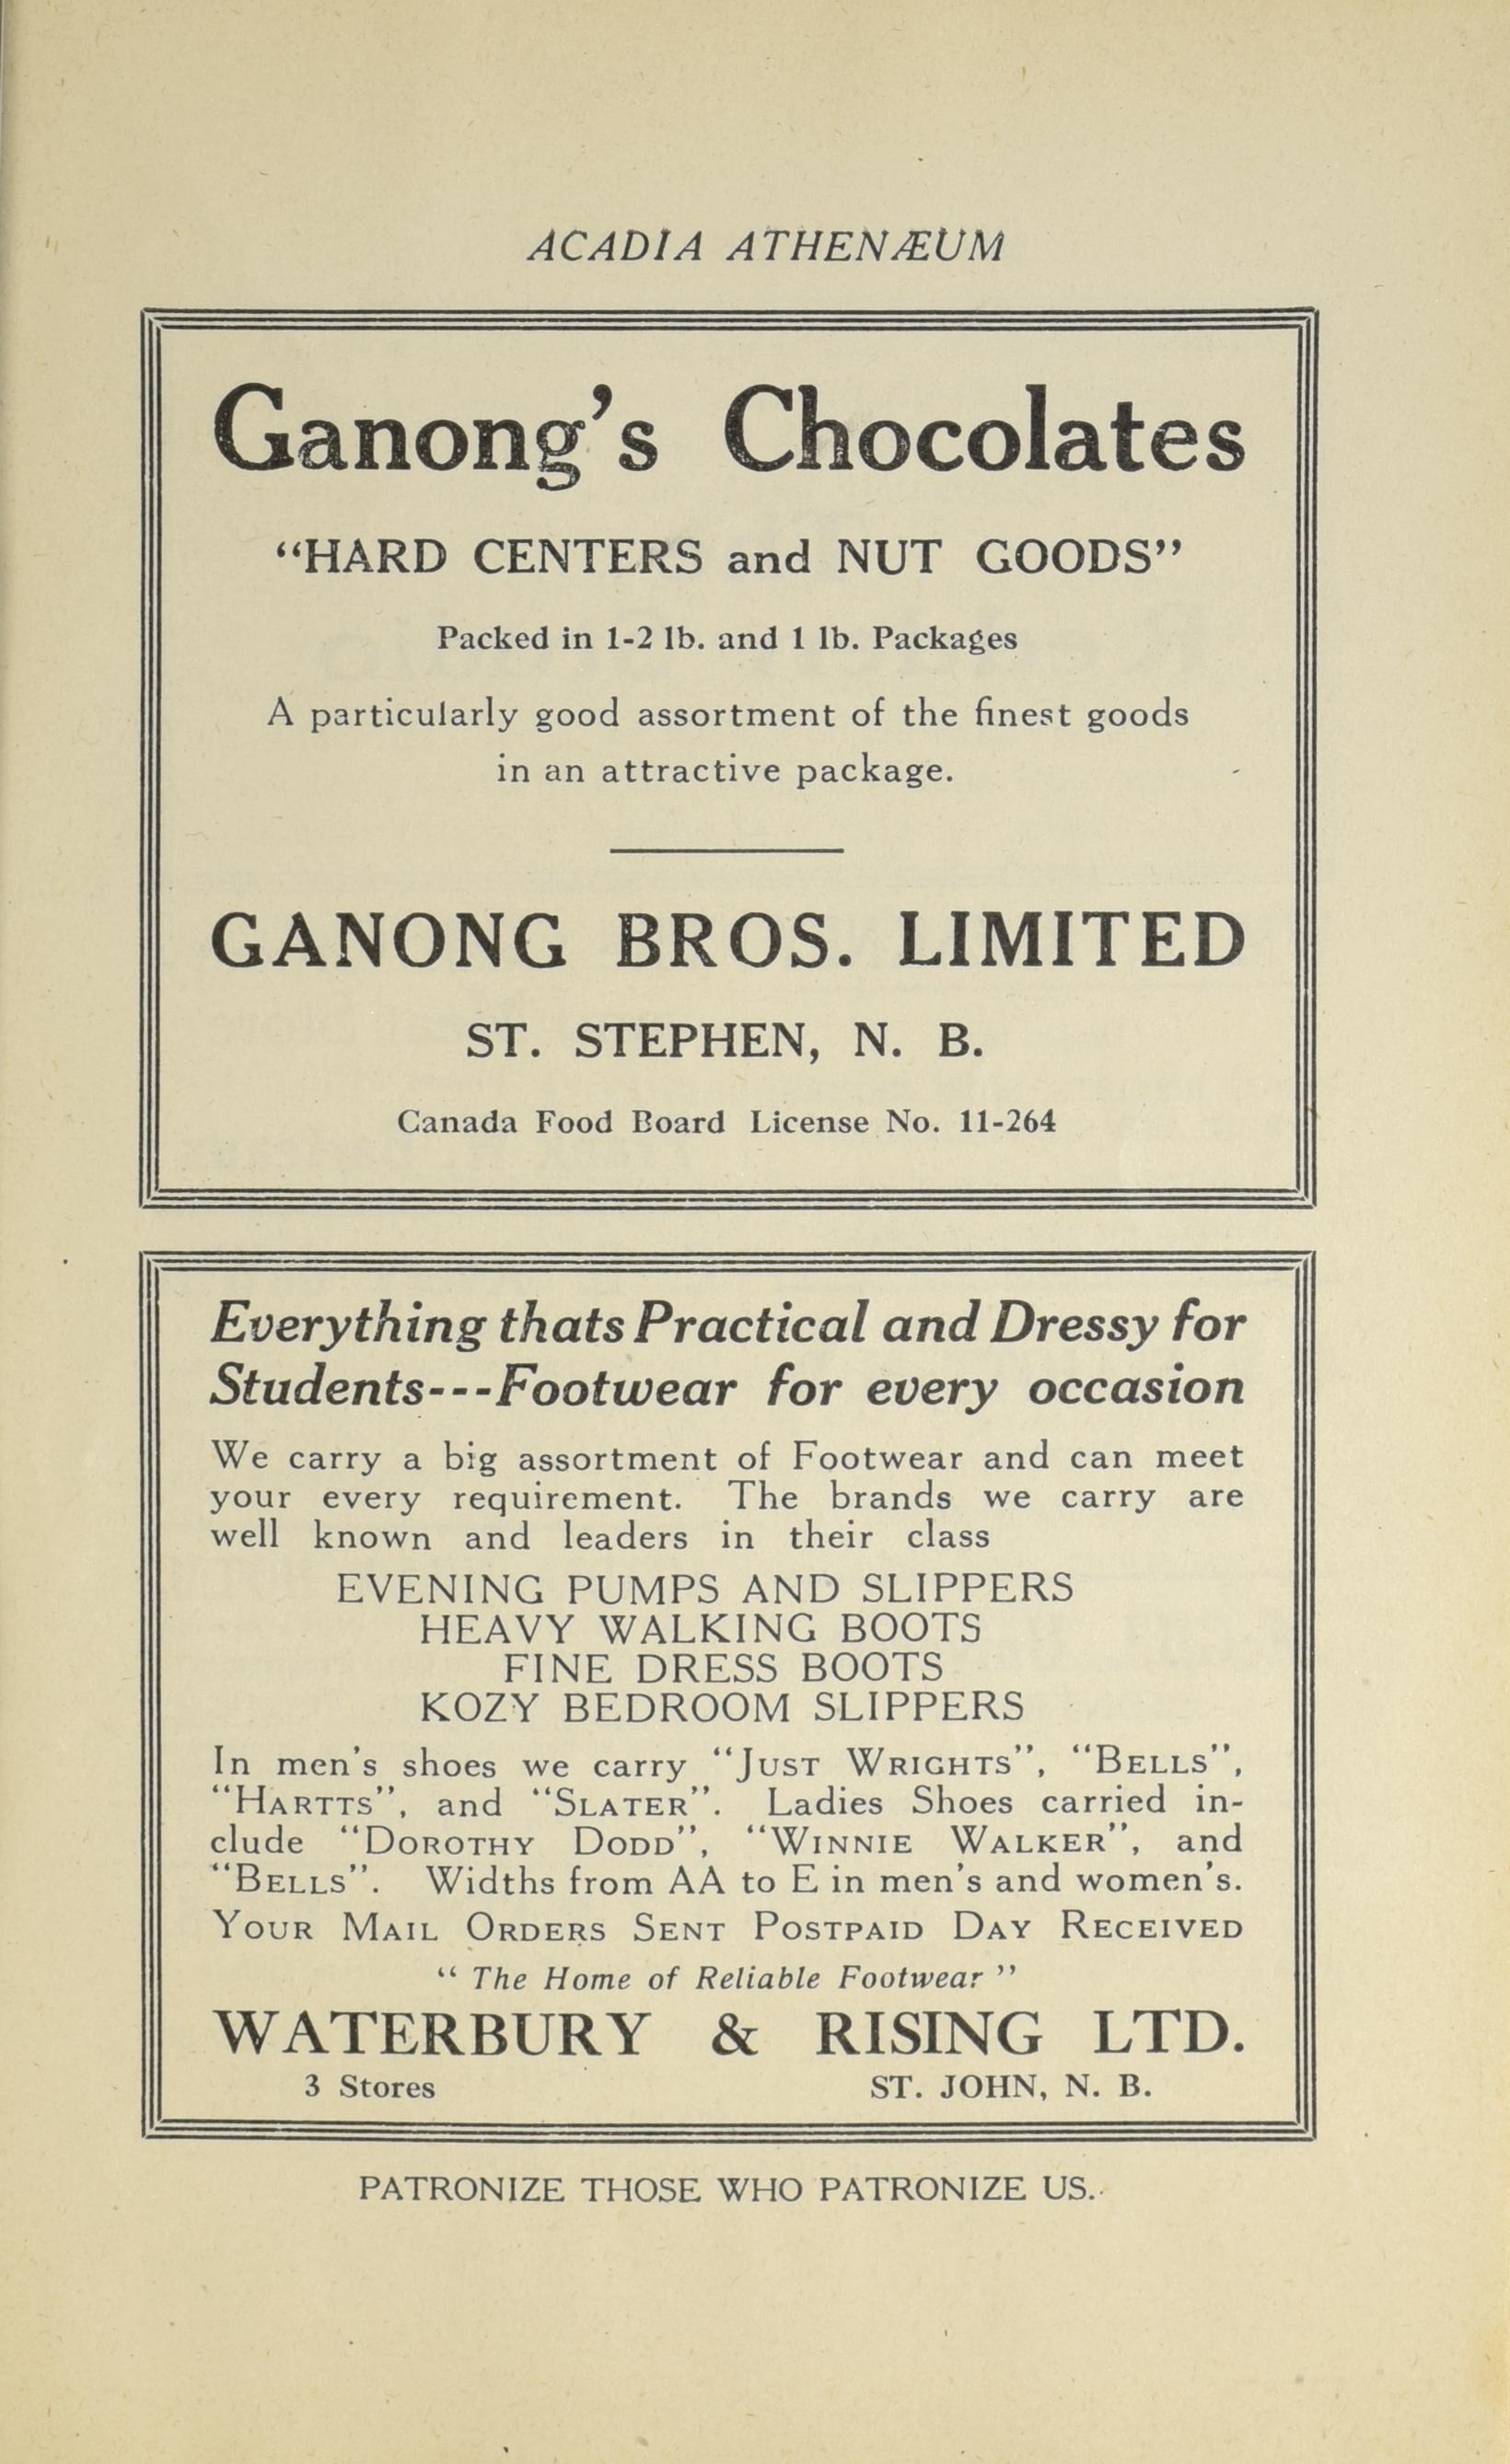 ACADIA ATHENÆUM
Ganong's Chocolates
"HARD CENTERS and NUT GOODS"
Packed in 1-2 lb. and 1 lb. Packages
A particularly good assortment of the finest goods
in an attractive package.
GANONG BROS. LIMITED
ST. STEPHEN, N. B.
Canada Food Board License No. 11-264
Everything thats Practical and Dressy for
Students---Footwear for every occasion
We carry a big assortment of Footwear and can meet
your every requirement. The brands we carry are
well known and leaders in their class
EVENING PUMPS AND SLIPPERS
HEAVY WALKING BOOTS
FINE DRESS BOOTS
KOZY BEDROOM SLIPPERS
In men's shoes we carry "JUST WRIGHTS", "BELLS",
"HARTTS", and "SLATER". Ladies Shoes carried in-
clude "DOROTHY DODD", "WINNIE WALKER", and
"BELLS". Widths from AA to E in men's and women's.
YOUR MAIL ORDERS SENT POSTPAID DAY RECEIVED
" The Home of Reliable Footwear "
WATERBURY & RISING LTD.
3 Stores ST. JOHN, N. B.
PATRONIZE THOSE WHO PATRONIZE US.